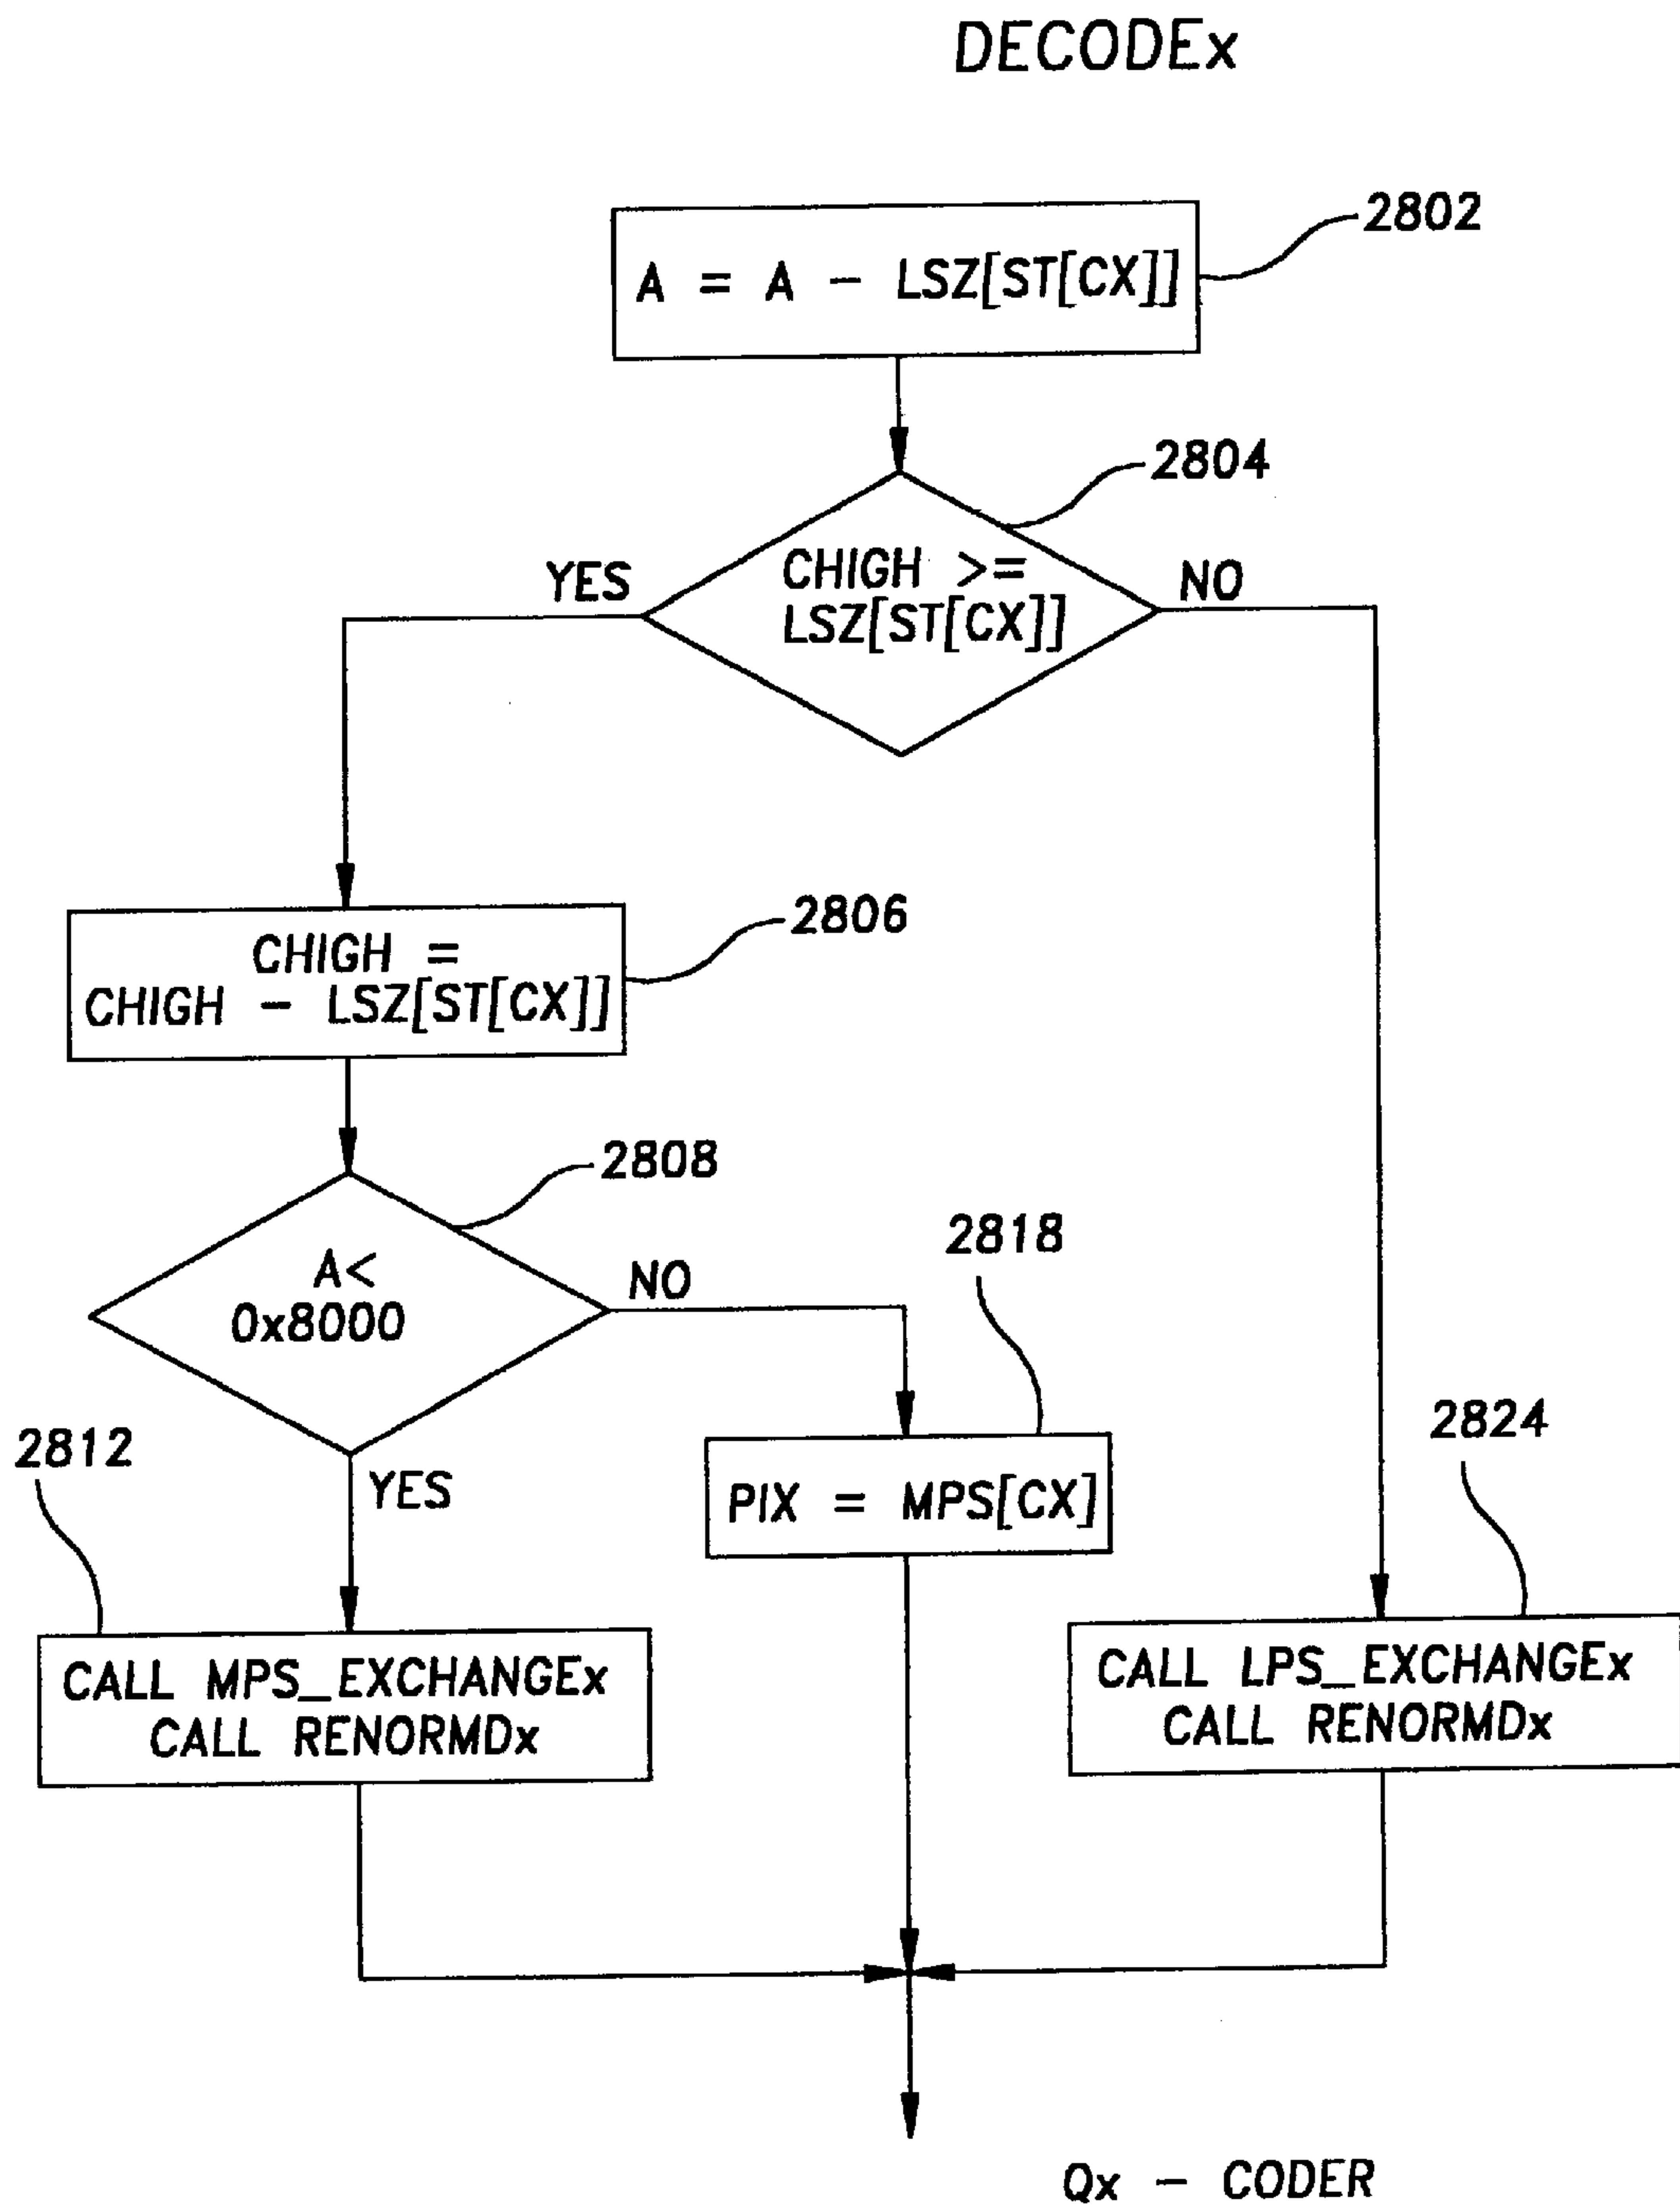 DECODEx
2802
A = A - LSZ[ST[CX]]
2804
YES
CHIGH >=
LSZ[ST[CX]]
NO
2806
CHIGH =
CHIGH - LSZ[ST[CX]]
2808
A<
0x8000
NO
2818
2812
YES
PIX = MPS[CX]
2824
CALL MPS_EXCHANGEx
CALL RENORMDx
CALL LPS_EXCHANGEx
CALL RENORMDx
Qx - CODER